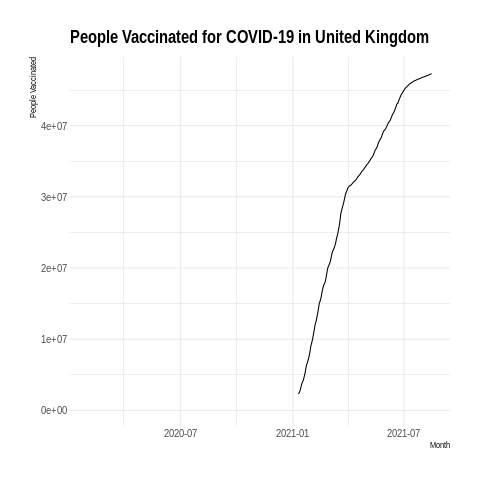 People Vaccinated for COVID-19 in United Kingdom
People Vaccinated
4e+07
3e+07
2e+07
1e+07
0e+00
2020-07 2021-01 2021-07
Month